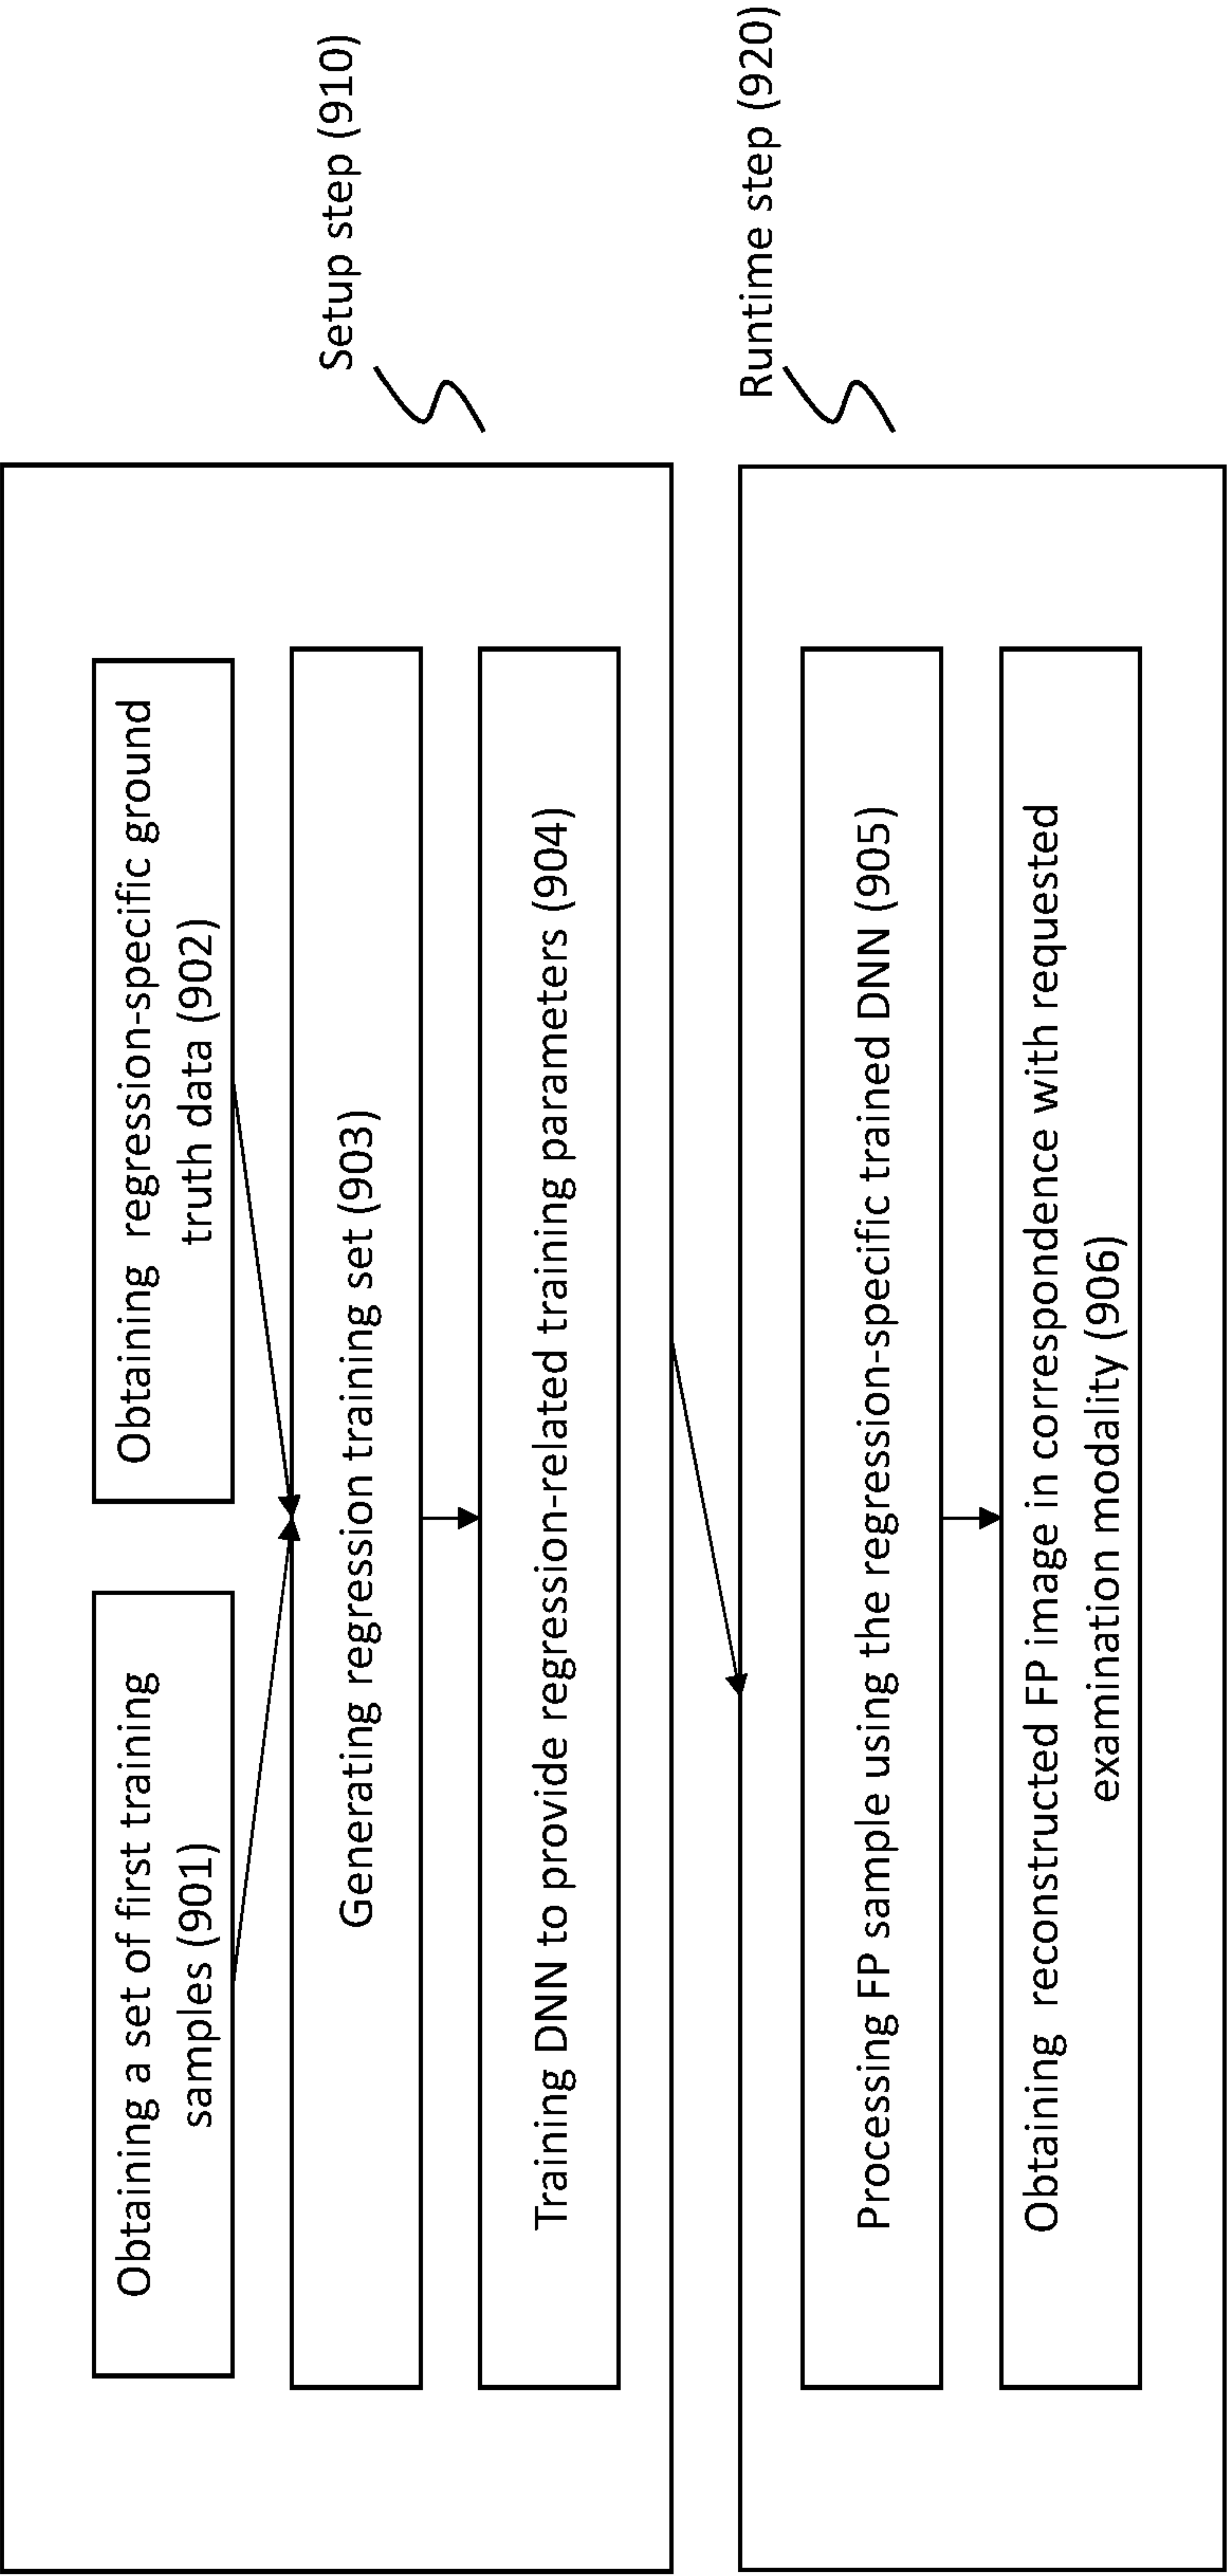 Obtaining a set of first training
samples (901)
Obtaining regression-specific ground
truth data (902)
Generating regression training set (903)
Training DNN to provide regression-related training parameters (904)
Setup step (910)
Processing FP sample using the regression-specific trained DNN (905)
Obtaining reconstructed FP image in correspondence with requested
examination modality (906)
Runtime step (920)